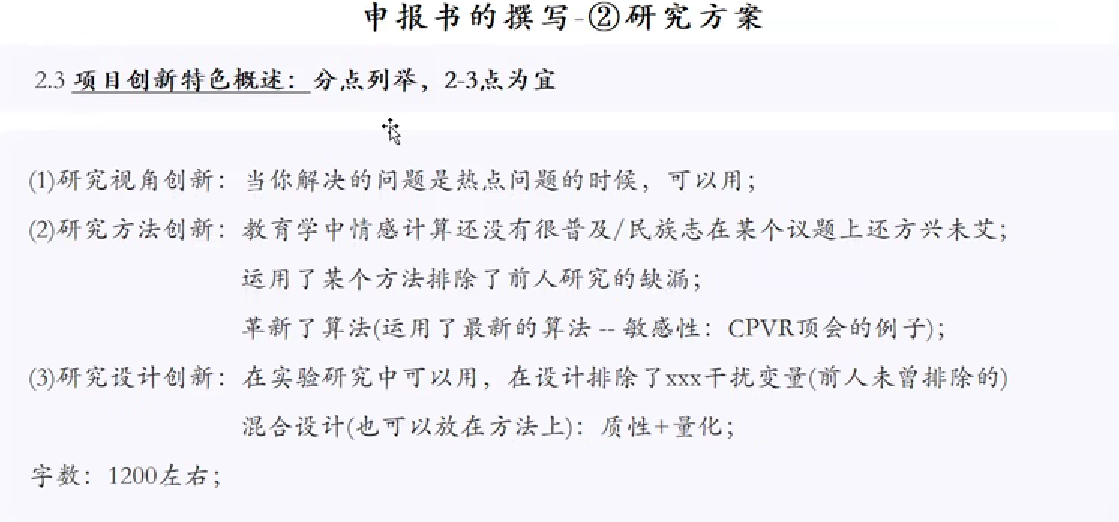 申报书的撰写-②研究方案
2.3 项目创新特色概述：分点列举，2-3点为宜
(1)研究视角创新：当你解决的问题是热点问题的时候，可以用；
(2)研究方法创新：教育学中情感计算还没有很普及/民族志在某个议题上还方兴未艾；
运用了某个方法排除了前人研究的缺漏；
革新了算法(运用了最新的算法 -- 敏感性：CPVR顶会的例子)；
(3)研究设计创新：在实验研究中可以用，在设计排除了xxx干扰变量(前人未曾排除的)
混合设计(也可以放在方法上)：质性+量化；
字数：1200左右；